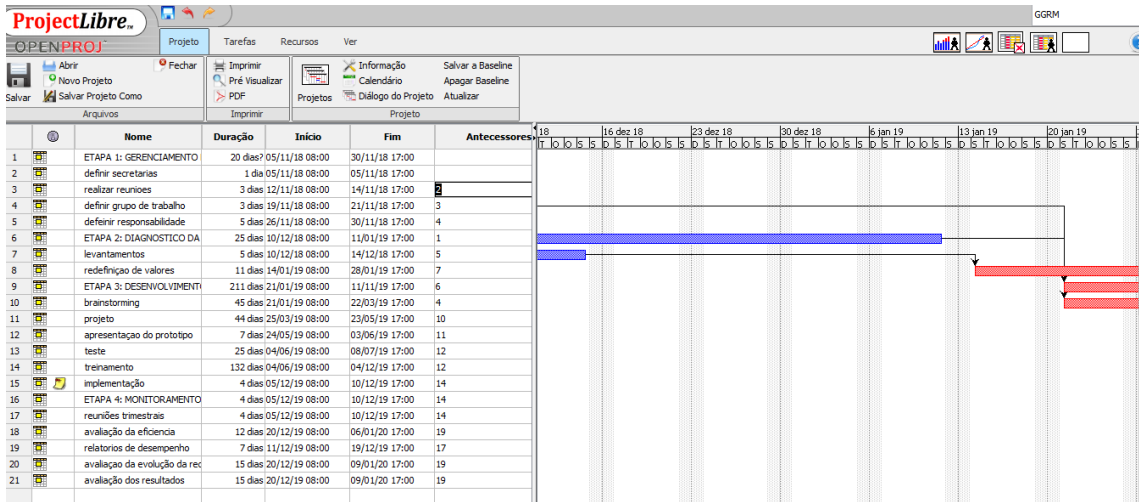 ProjectLibre™
OPENPROJ
GGRM
Projeto Tarefas Recursos Ver
Salvar
Abrir
Novo Projeto
Salvar Projeto Como
Fechar
Arquivos
Imprimir
Pré Visualizar
PDF
Imprimir
Projetos
Informação
Calendário
Diálogo do Projeto
Salvar a Baseline
Apagar Baseline
Atualizar
Projeto
Nome Duração Início Fim Antecessores
18 16 dez 18 23 dez 18 30 dez 18 6 jan 19 13 jan 19 20 jan 19
T Q Q S S D S T Q Q S S D S T Q Q S S D S T Q Q S S D S T Q Q S S D S T Q Q S S D S T Q Q S S
1 ETAPA 1: GERENCIAMENTO 20 dias? 05/11/18 08:00 30/11/18 17:00
2 definir secretarias 1 dia 05/11/18 08:00 05/11/18 17:00
3 realizar reunioes 3 dias 12/11/18 08:00 14/11/18 17:00 2
4 definir grupo de trabalho 3 dias 19/11/18 08:00 21/11/18 17:00 3
5 defeinir responsabilidade 5 dias 26/11/18 08:00 30/11/18 17:00 4
6 ETAPA 2: DIAGNOSTICO DA 25 dias 10/12/18 08:00 11/01/19 17:00 1
7 levantamentos 5 dias 10/12/18 08:00 14/12/18 17:00 5
8 redefiniçao de valores 11 dias 14/01/19 08:00 28/01/19 17:00 7
9 ETAPA 3: DESENVOLVIMENT 211 dias 21/01/19 08:00 11/11/19 17:00 6
10 brainstorming 45 dias 21/01/19 08:00 22/03/19 17:00 4
11 projeto 44 dias 25/03/19 08:00 23/05/19 17:00 10
12 apresentaçao do prototipo 7 dias 24/05/19 08:00 03/06/19 17:00 11
13 teste 25 dias 04/06/19 08:00 08/07/19 17:00 12
14 treinamento 132 dias 04/06/19 08:00 04/12/19 17:00 12
15 implementação 4 dias 05/12/19 08:00 10/12/19 17:00 14
16 ETAPA 4: MONITORAMENTO 4 dias 05/12/19 08:00 10/12/19 17:00 14
17 reuniões trimestrais 4 dias 05/12/19 08:00 10/12/19 17:00 14
18 avaliação da eficiencia 12 dias 20/12/19 08:00 06/01/20 17:00 19
19 relatorios de desempenho 7 dias 11/12/19 08:00 19/12/19 17:00 17
20 avaliaçao da evolução da rec 15 dias 20/12/19 08:00 09/01/20 17:00 19
21 avaliação dos resultados 15 dias 20/12/19 08:00 09/01/20 17:00 19